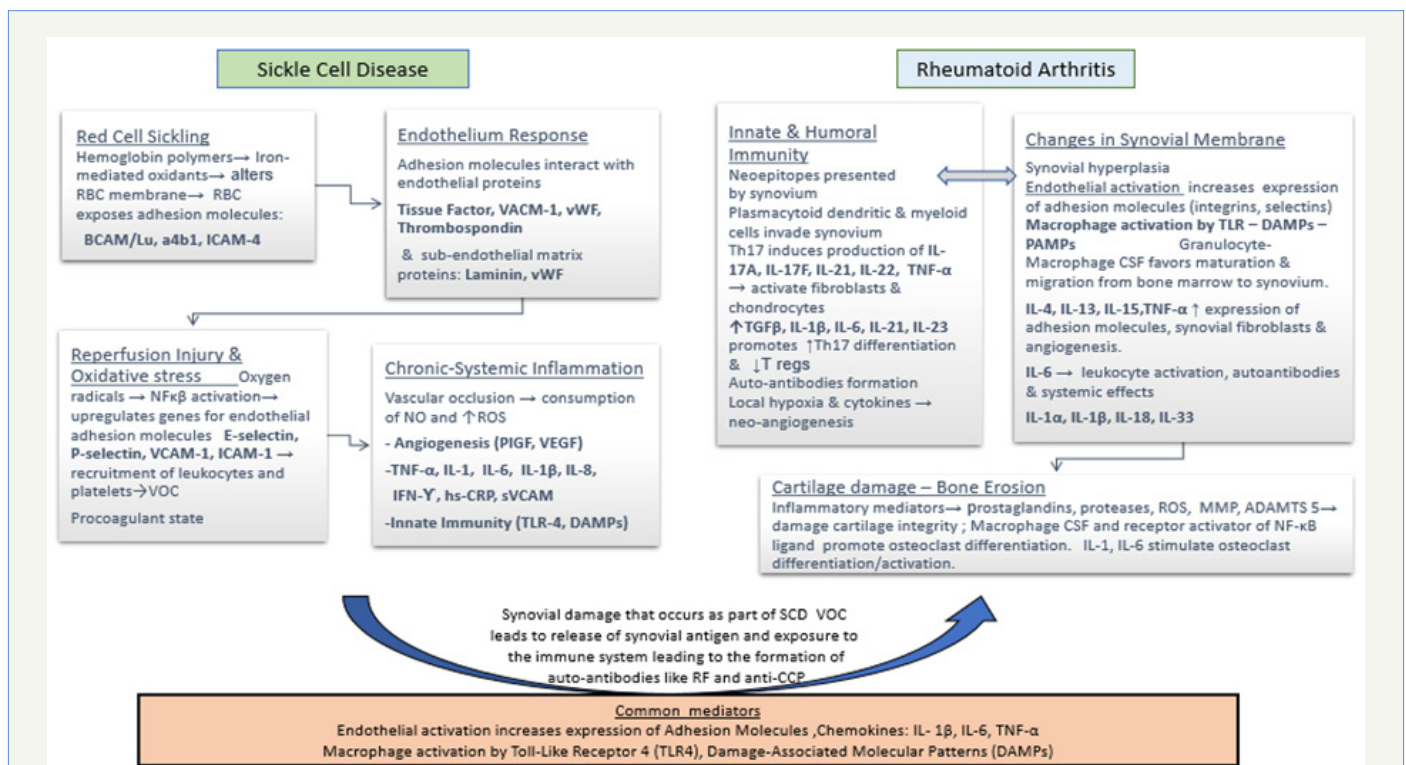 Sickle Cell Disease
Rheumatoid Arthritis
Red Cell Sickling
Hemoglobin polymers→ Iron-
mediated oxidants→ alters
RBC membrane→ RBC
exposes adhesion molecules:
BCAM/Lu, a4b1, ICAM-4
Endothelium Response
Adhesion molecules interact with
endothelial proteins
Tissue Factor, VACM-1, vWF,
Thrombospondin
& sub-endothelial matrix
proteins: Laminin, vWF
Reperfusion Injury &
Oxidative stress Oxygen
radicals → NFκβ activation→
upregulates genes for endothelial
adhesion molecules E-selectin,
P-selectin, VCAM-1, ICAM-1 →
recruitment of leukocytes and
platelets→VOC
Procoagulant state
Chronic-Systemic Inflammation
Vascular occlusion → consumption
of NO and ↑ROS
- Angiogenesis (PIGF, VEGF)
-TNF-α, IL-1, IL-6, IL-1β, IL-8,
IFN-ϒ, hs-CRP, sVCAM
-Innate Immunity (TLR-4, DAMPs)
Innate & Humoral
Immunity
Neoepitopes presented
by synovium
Plasmacytoid dendritic & myeloid
cells invade synovium
Th17 induces production of IL-
17A, IL-17F, IL-21, IL-22, TNF-α
→ activate fibroblasts &
chondrocytes
↑TGFβ, IL-1β, IL-6, IL-21, IL-23
promotes ↑Th17 differentiation
& ↓T regs
Auto-antibodies formation
Local hypoxia & cytokines →
neo-angiogenesis
Changes in Synovial Membrane
Synovial hyperplasia
Endothelial activation increases expression
of adhesion molecules (integrins, selectins)
Macrophage activation by TLR – DAMPs –
PAMPs Granulocyte-
Macrophage CSF favors maturation &
migration from bone marrow to synovium.
IL-4, IL-13, IL-15,TNF-α ↑ expression of
adhesion molecules, synovial fibroblasts &
angiogenesis.
IL-6 → leukocyte activation, autoantibodies
& systemic effects
IL-1α, IL-1β, IL-18, IL-33
Cartilage damage – Bone Erosion
Inflammatory mediators→ prostaglandins, proteases, ROS, MMP, ADAMTS 5→
damage cartilage integrity ; Macrophage CSF and receptor activator of NF-κB
ligand promote osteoclast differentiation. IL-1, IL-6 stimulate osteoclast
differentiation/activation.
Synovial damage that occurs as part of SCD VOC
leads to release of synovial antigen and exposure to
the immune system leading to the formation of
auto-antibodies like RF and anti-CCP
Common mediators
Endothelial activation increases expression of Adhesion Molecules ,Chemokines: IL- 1β, IL-6, TNF-α
Macrophage activation by Toll-Like Receptor 4 (TLR4), Damage-Associated Molecular Patterns (DAMPs)